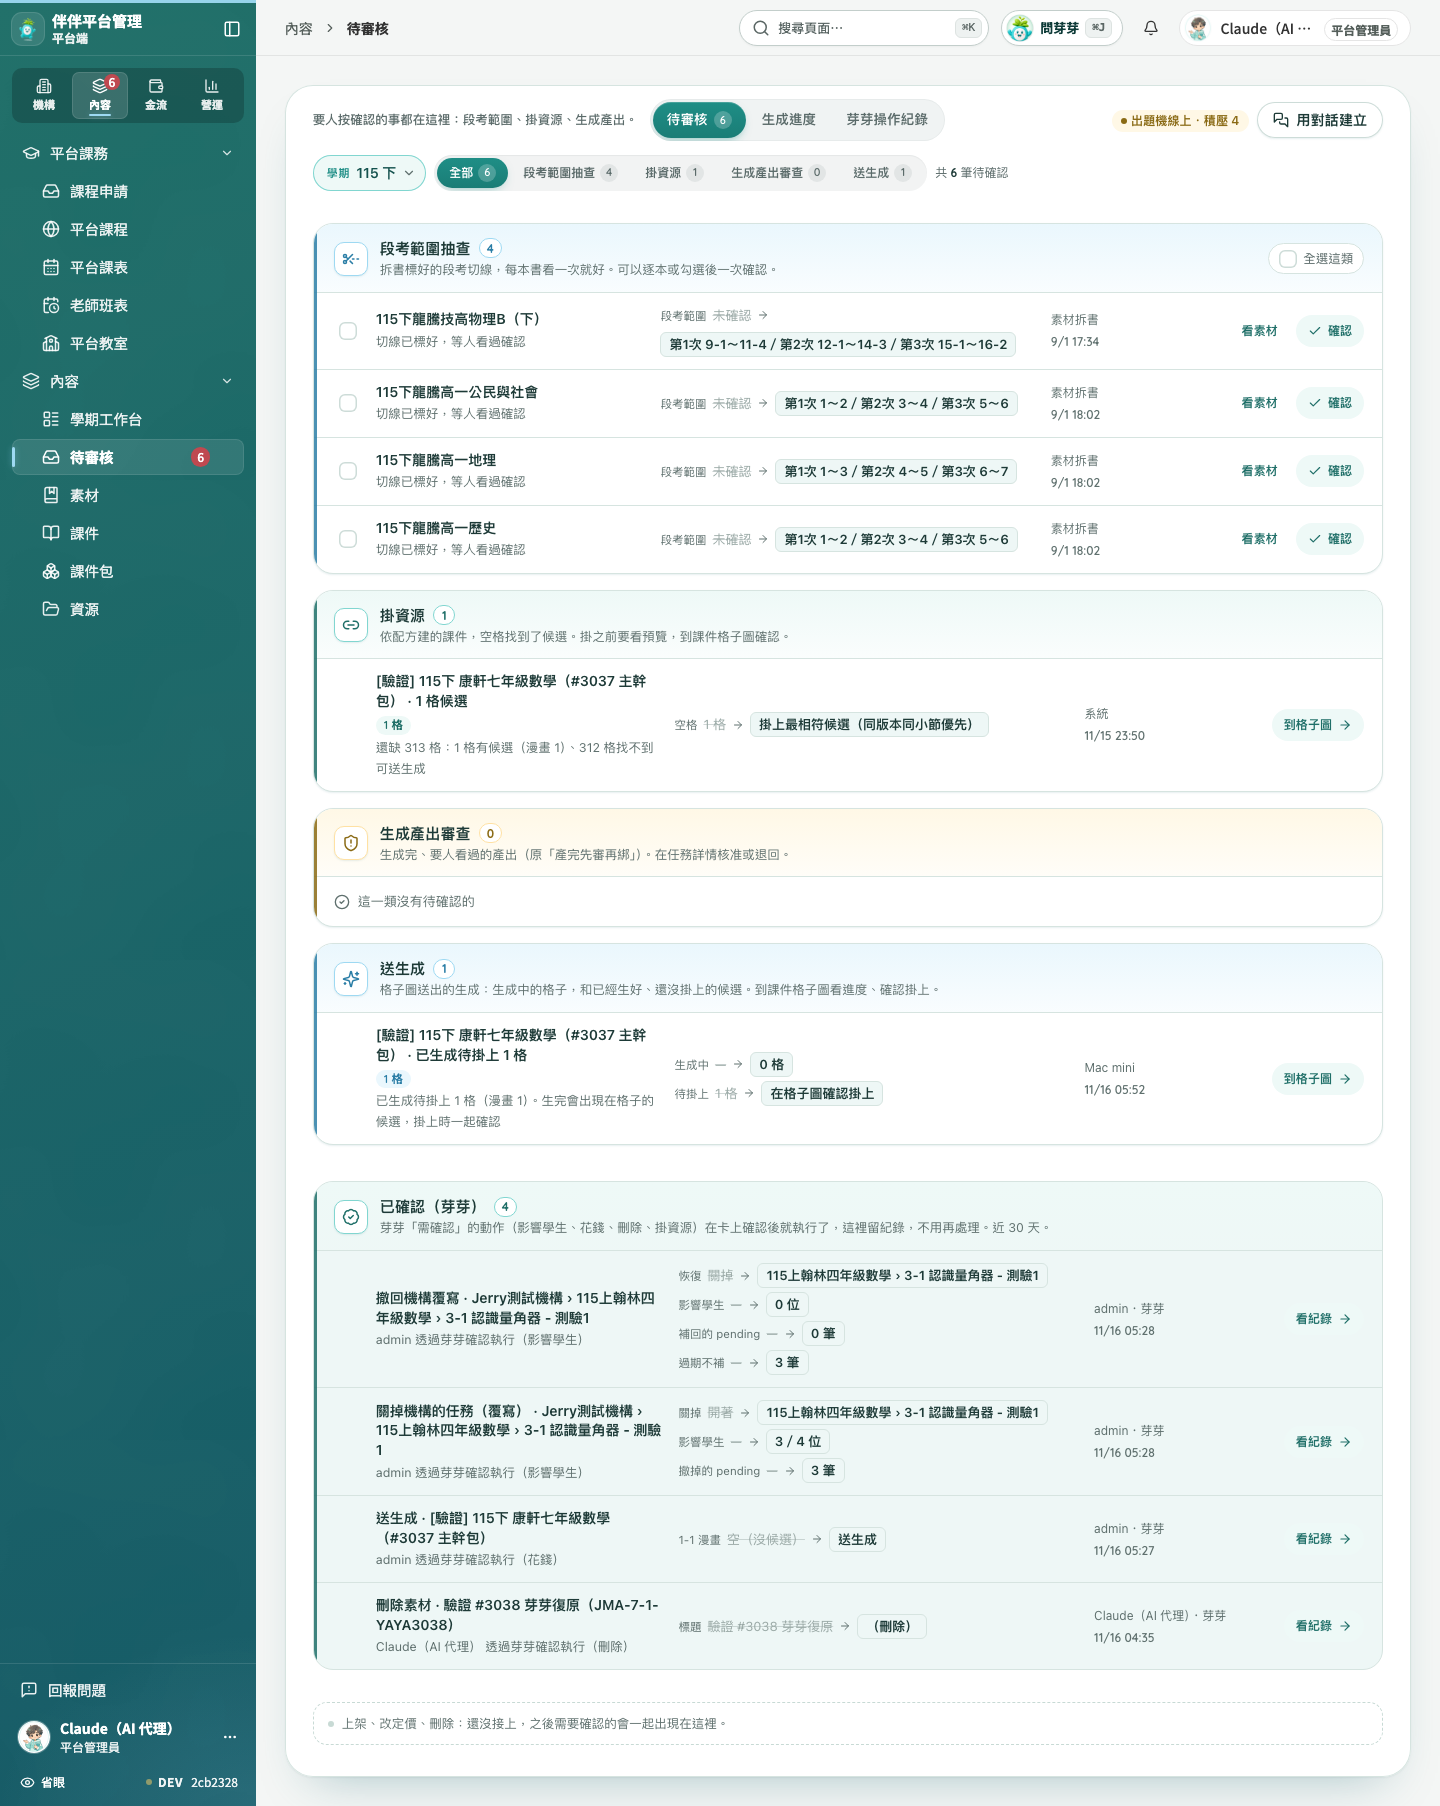 伴伴平台管理
平台端
內容 › 待審核
搜尋頁面…
⌘K
問芽芽 ⌘J
Claude（AI …
平台管理員
機構
內容
6
金流
營運
平台課務
課程申請
平台課程
平台課表
老師班表
平台教室
內容
學期工作台
待審核 6
素材
課件
課件包
資源
回報問題
Claude（AI 代理）
平台管理員
省眼
DEV 2cb2328
要人按確認的事都在這裡：段考範圍、掛資源、生成產出。
待審核 6
生成進度
芽芽操作紀錄
出題機線上 · 積壓 4
用對話建立
學期 115 下
全部 6
段考範圍抽查 4
掛資源 1
生成產出審查 0
送生成 1
共 6 筆待確認
段考範圍抽查 4
拆書標好的段考切線，每本書看一次就好。可以逐本或勾選後一次確認。
全選這類
115下龍騰技高物理B（下）
切線已標好，等人看過確認
段考範圍 未確認 →
第1次 9-1～11-4 / 第2次 12-1～14-3 / 第3次 15-1～16-2
素材拆書
9/1 17:34
看素材
確認
115下龍騰高一公民與社會
切線已標好，等人看過確認
段考範圍 未確認 → 第1次 1～2 / 第2次 3～4 / 第3次 5～6
素材拆書
9/1 18:02
看素材
確認
115下龍騰高一地理
切線已標好，等人看過確認
段考範圍 未確認 → 第1次 1～3 / 第2次 4～5 / 第3次 6～7
素材拆書
9/1 18:02
看素材
確認
115下龍騰高一歷史
切線已標好，等人看過確認
段考範圍 未確認 → 第1次 1～2 / 第2次 3～4 / 第3次 5～6
素材拆書
9/1 18:02
看素材
確認
掛資源 1
依配方建的課件，空格找到了候選。掛之前要看預覽，到課件格子圖確認。
[驗證] 115下 康軒七年級數學（#3037 主幹
包） · 1 格候選
1 格
還缺 313 格：1 格有候選（漫畫 1）、312 格找不到
可送生成
空格 1 格 → 掛上最相符候選（同版本同小節優先）
系統
11/15 23:50
到格子圖 →
生成產出審查 0
生成完、要人看過的產出（原「產完先審再綁」）。在任務詳情核准或退回。
這一類沒有待確認的
送生成 1
格子圖送出的生成：生成中的格子，和已經生好、還沒掛上的候選。到課件格子圖看進度、確認掛上。
[驗證] 115下 康軒七年級數學（#3037 主幹
包） · 已生成待掛上 1 格
1 格
已生成待掛上 1 格（漫畫 1）。生完會出現在格子的
候選，掛上時一起確認
生成中 — → 0 格
待掛上 1 格 → 在格子圖確認掛上
Mac mini
11/16 05:52
到格子圖 →
已確認（芽芽） 4
芽芽「需確認」的動作（影響學生、花錢、刪除、掛資源）在卡上確認後就執行了，這裡留紀錄，不用再處理。近 30 天。
撤回機構覆寫 · Jerry測試機構 › 115上翰林四
年級數學 › 3-1 認識量角器 - 測驗1
admin 透過芽芽確認執行（影響學生）
恢復 關掉 → 115上翰林四年級數學 › 3-1 認識量角器 - 測驗1
影響學生 — → 0 位
補回的 pending — → 0 筆
過期不補 — → 3 筆
admin · 芽芽
11/16 05:28
看紀錄 →
關掉機構的任務（覆寫） · Jerry測試機構 ›
115上翰林四年級數學 › 3-1 認識量角器 - 測驗
1
admin 透過芽芽確認執行（影響學生）
關掉 開著 → 115上翰林四年級數學 › 3-1 認識量角器 - 測驗1
影響學生 — → 3 / 4 位
撤掉的 pending — → 3 筆
admin · 芽芽
11/16 05:28
看紀錄 →
送生成 · [驗證] 115下 康軒七年級數學
（#3037 主幹包）
admin 透過芽芽確認執行（花錢）
1-1 漫畫 空（沒候選） → 送生成
admin · 芽芽
11/16 05:27
看紀錄 →
刪除素材 · 驗證 #3038 芽芽復原（JMA-7-1-
YAYA3038）
Claude（AI 代理） 透過芽芽確認執行（刪除）
標題 驗證 #3038 芽芽復原 → （刪除）
Claude（AI 代理） · 芽芽
11/16 04:35
看紀錄 →
上架、改定價、刪除：還沒接上，之後需要確認的會一起出現在這裡。